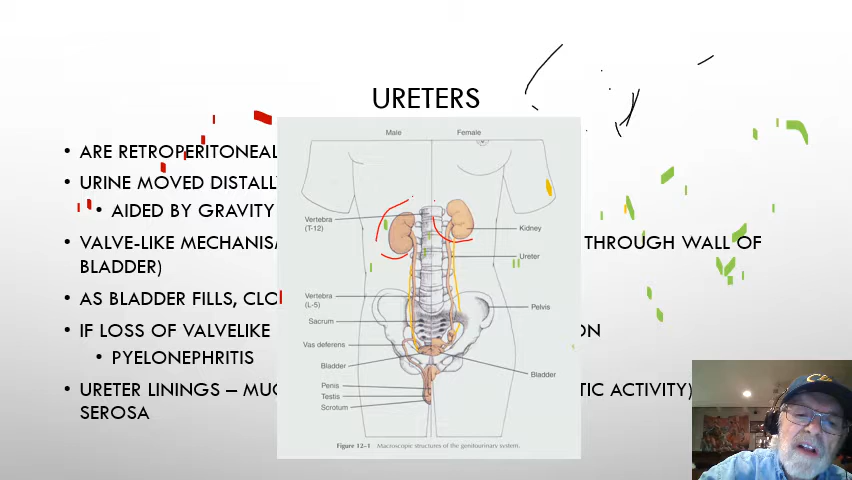 URETERS
• ARE RETROPERITONEAL
• URINE MOVED DISTALLY
• AIDED BY GRAVITY
• VALVE-LIKE MECHANISM THROUGH WALL OF
BLADDER)
• AS BLADDER FILLS, CLO
• IF LOSS OF VALVELIKE ON
• PYELONEPHRITIS
• URETER LININGS – MUC TIC ACTIVITY)
SEROSA
Male Female
Vertebra
(T-12)
Kidney
Ureter
Vertebra
(L-5)
Pelvis
Sacrum
Vas deferens
Bladder
Bladder
Penis
Testis
Scrotum
Figure 12–1 Macroscopic structures of the genitourinary system.